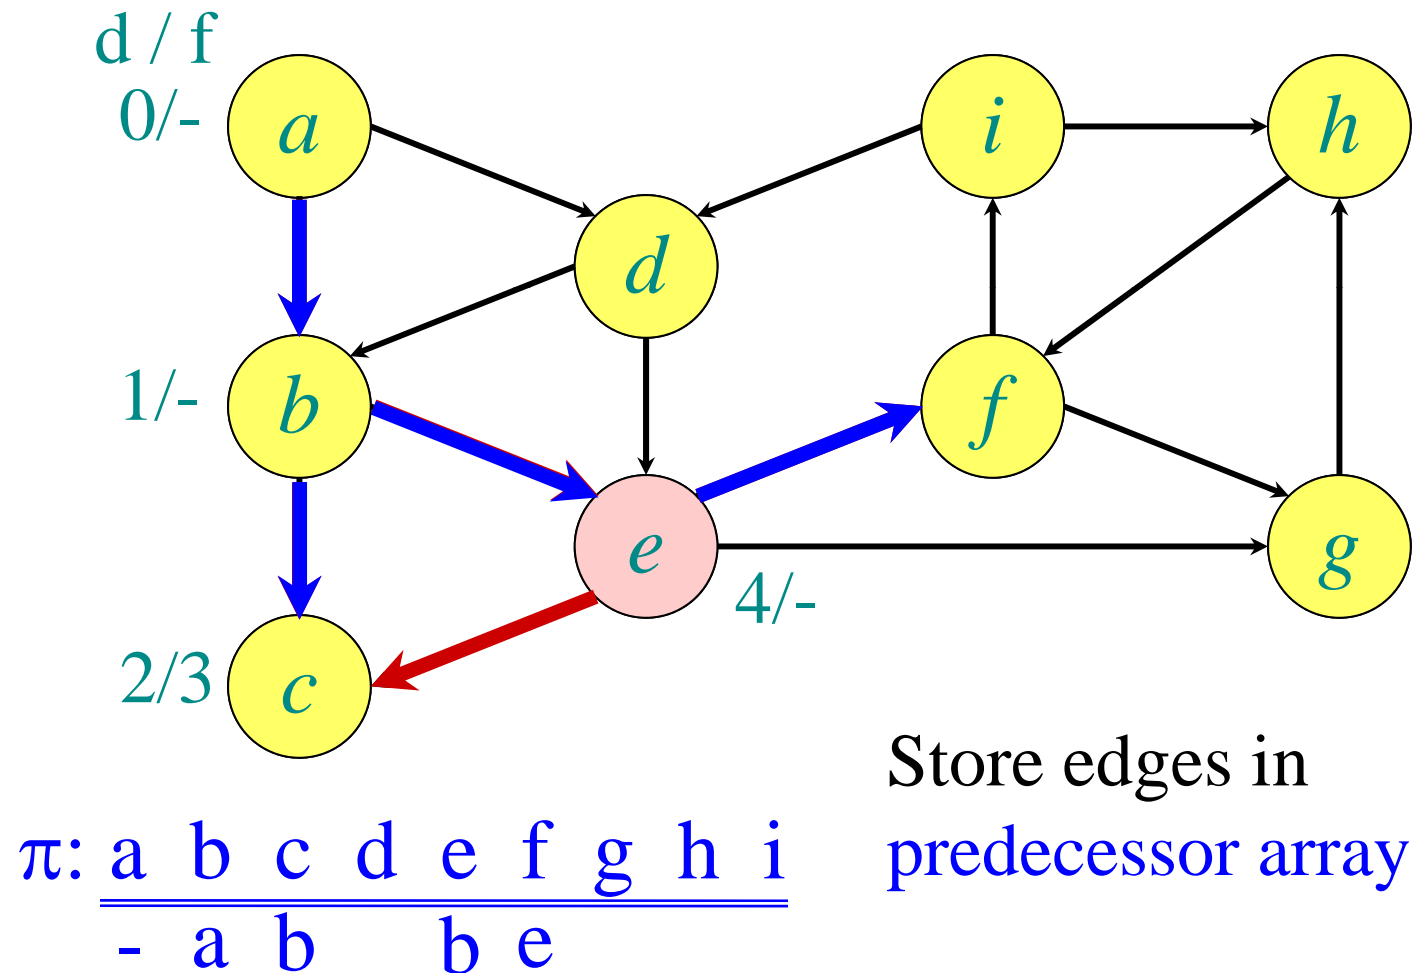 d / f
0/-
a
i
h
d
1/-
b
f
e
g
4/-
2/3
c
Store edges in
π: a b c d e f g h i
predecessor array
- a b b e